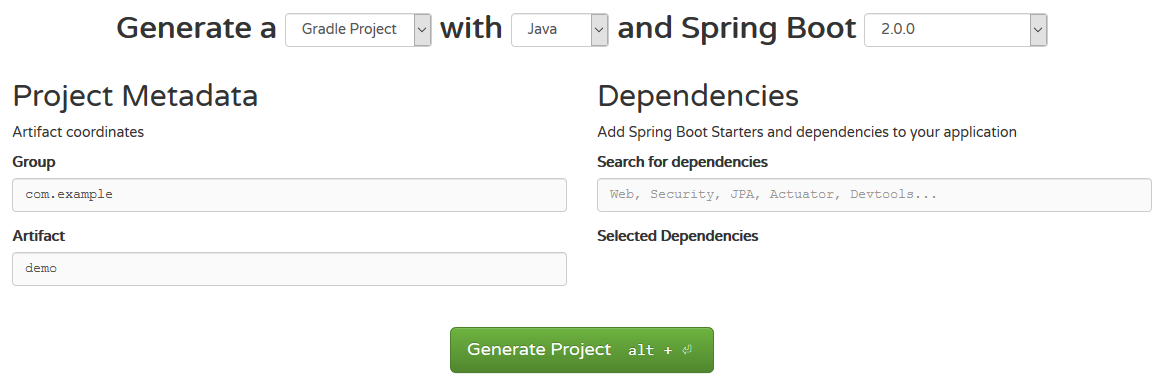 Generate a Gradle Project with Java and Spring Boot 2.0.0
Project Metadata
Artifact coordinates
Group
com.example
Artifact
demo
Dependencies
Add Spring Boot Starters and dependencies to your application
Search for dependencies
Web, Security, JPA, Actuator, Devtools...
Selected Dependencies
Generate Project alt + ⏎